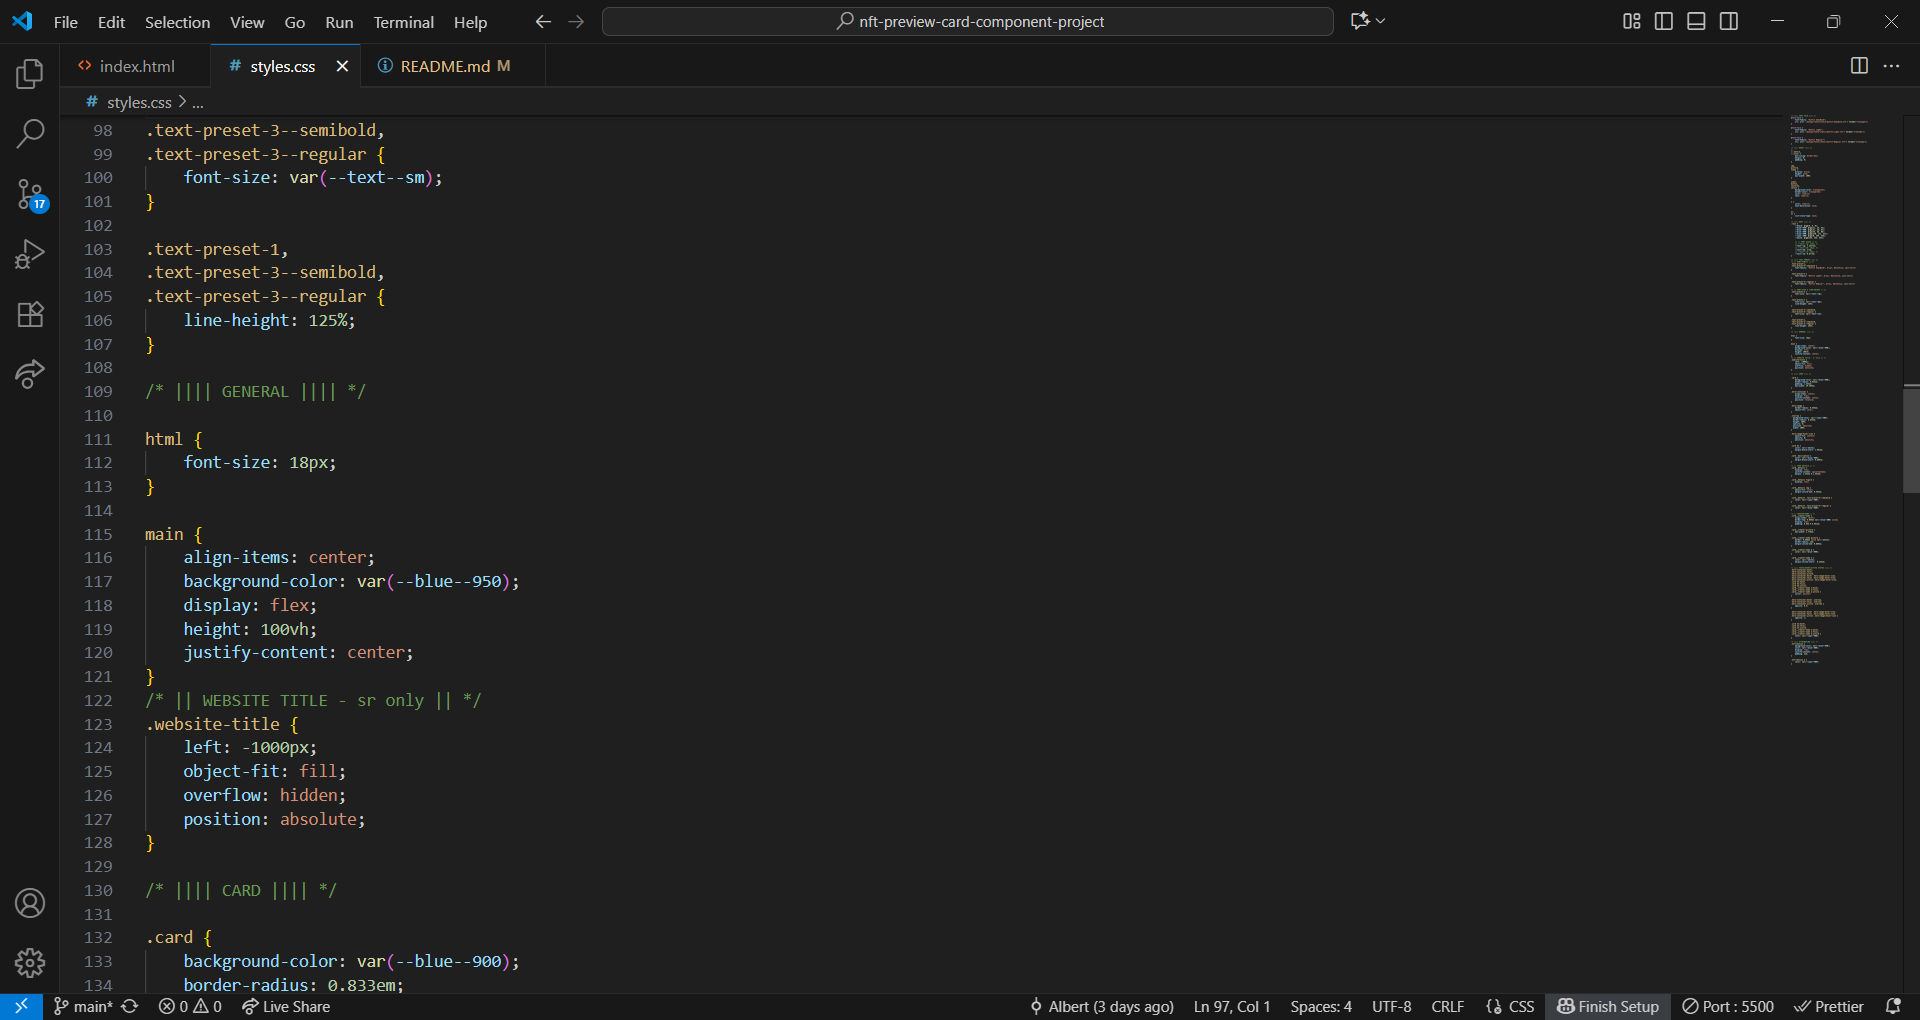 File Edit Selection View Go Run Terminal Help
nft-preview-card-component-project
index.html
# styles.css
README.md M
# styles.css > ...
98 .text-preset-3--semibold,
99 .text-preset-3--regular {
100 font-size: var(--text--sm);
101 }
102
103 .text-preset-1,
104 .text-preset-3--semibold,
105 .text-preset-3--regular {
106 line-height: 125%;
107 }
108
109 /* |||| GENERAL |||| */
110
111 html {
112 font-size: 18px;
113 }
114
115 main {
116 align-items: center;
117 background-color: var(--blue--950);
118 display: flex;
119 height: 100vh;
120 justify-content: center;
121 }
122 /* || WEBSITE TITLE - sr only || */
123 .website-title {
124 left: -1000px;
125 object-fit: fill;
126 overflow: hidden;
127 position: absolute;
128 }
129
130 /* |||| CARD |||| */
131
132 .card {
133 background-color: var(--blue--900);
134 border-radius: 0.833em;
17
main* 0 0 Live Share Albert (3 days ago) Ln 97, Col 1 Spaces: 4 UTF-8 CRLF {} CSS Finish Setup Port : 5500 Prettier